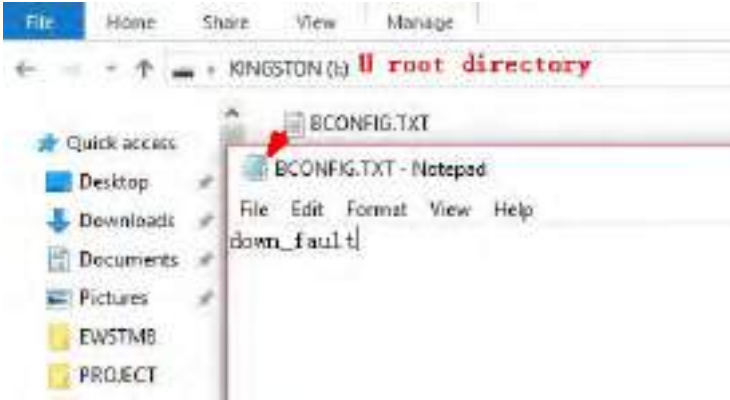 File Home Share View Manage
KINGSTON (I:) U root directory
BCONFIG.TXT
Quick access
BCONFIG.TXT - Notepad
Desktop
File Edit Format View Help
Downloads
down_fault
Documents
Pictures
EWSTM8
PROJECT